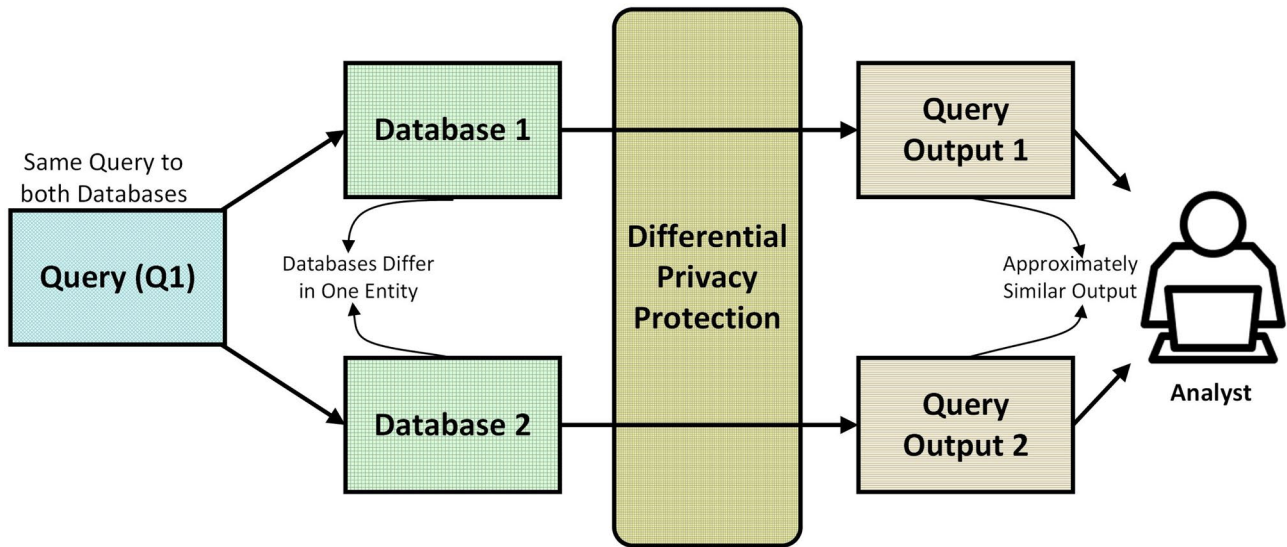 Same Query to
both Databases
Query (Q1)
Database 1
Databases Differ
in One Entity
Database 2
Differential
Privacy
Protection
Query
Output 1
Approximately
Similar Output
Query
Output 2
Analyst